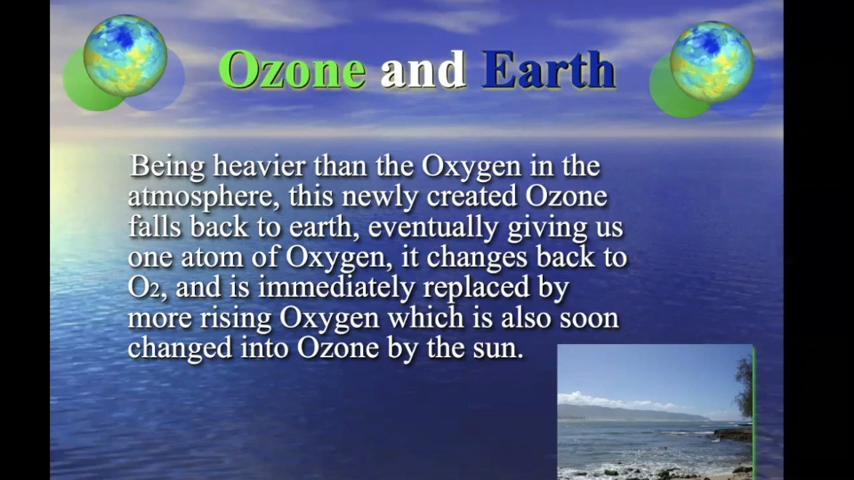 Ozone and Earth
Being heavier than the Oxygen in the
atmosphere, this newly created Ozone
falls back to earth, eventually giving us
one atom of Oxygen, it changes back to
O2, and is immediately replaced by
more rising Oxygen which is also soon
changed into Ozone by the sun.